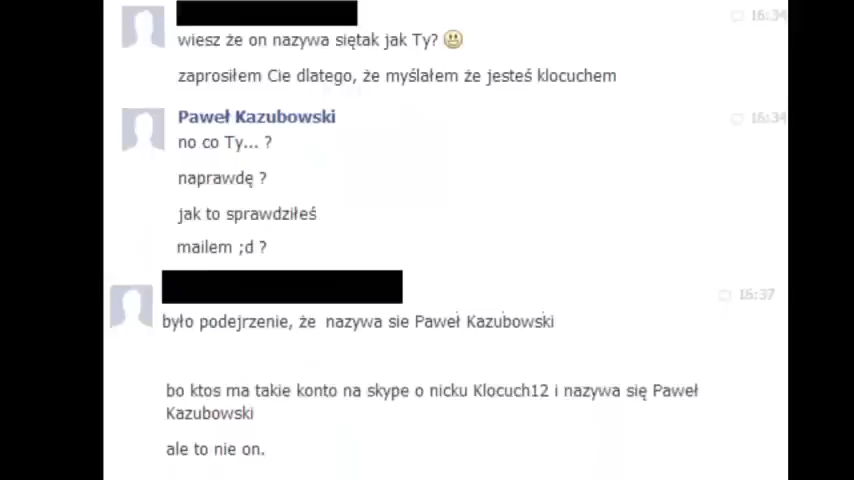 16:34
wiesz że on nazywa siętak jak Ty?
zaprosiłem Cie dlatego, że myślałem że jesteś klocuchem
Paweł Kazubowski 16:34
no co Ty... ?
naprawdę ?
jak to sprawdziłeś
mailem ;d ?
16:37
było podejrzenie, że nazywa sie Paweł Kazubowski
bo ktos ma takie konto na skype o nicku Klocuch12 i nazywa się Paweł
Kazubowski
ale to nie on.